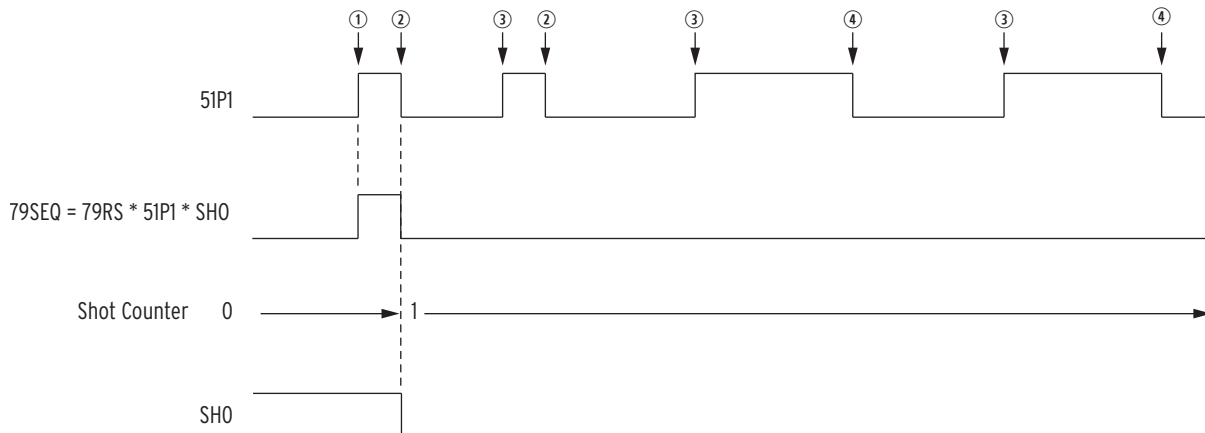 ① ② ③ ② ③ ④ ③ ④
51P1
79SEQ = 79RS * 51P1 * SH0
Shot Counter 0 1
SH0